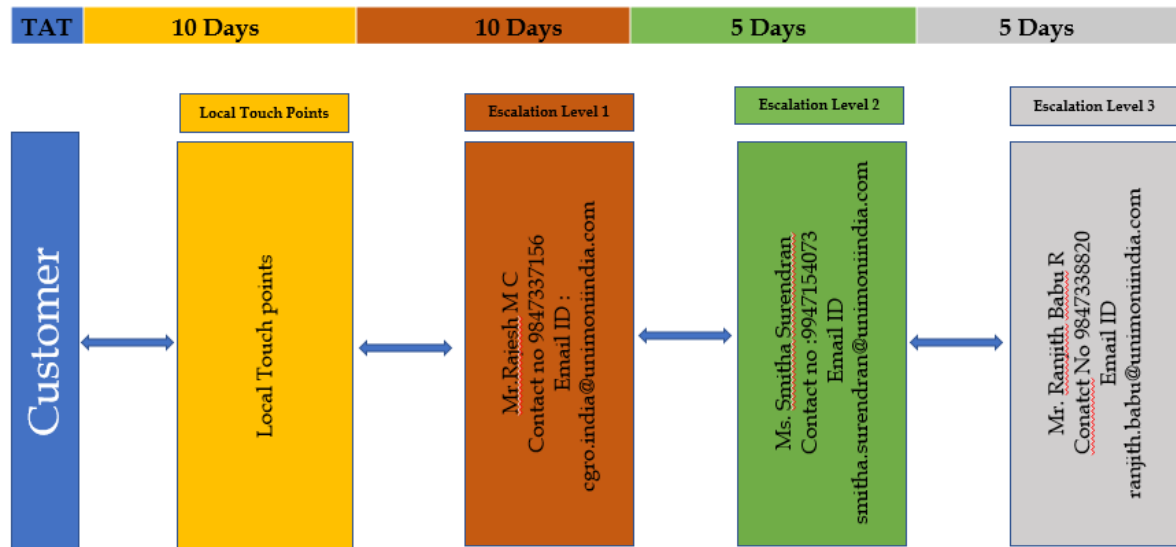 TAT
10 Days
10 Days
5 Days
5 Days
Local Touch Points
Escalation Level 1
Escalation Level 2
Escalation Level 3
Customer
Local Touch points
Mr.Rajesh M C
Contact no 9847337156
Email ID :
cgro.india@unimoniindia.com
Ms. Smitha Surendran
Contact no :9947154073
Email ID
smitha.surendran@unimoniindia.com
Mr. Ranjith Babu R
Conatct No 9847338820
Email ID
ranjith.babu@unimoniindia.com